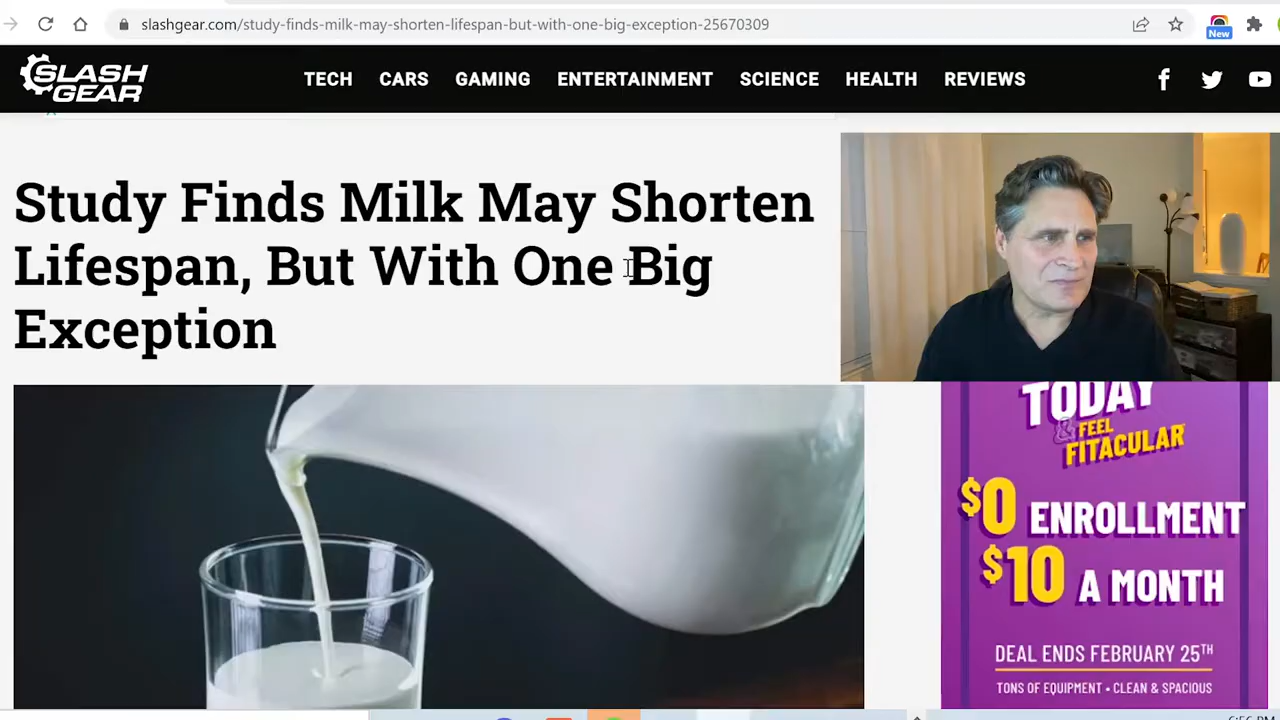 slashgear.com/study-finds-milk-may-shorten-lifespan-but-with-one-big-exception-25670309
New
SLASH
GEAR
TECH CARS GAMING ENTERTAINMENT SCIENCE HEALTH REVIEWS
Study Finds Milk May Shorten
Lifespan, But With One Big
Exception
TODAY
& FEEL
FITACULAR
$0 ENROLLMENT
$10 A MONTH
DEAL ENDS FEBRUARY 25TH
TONS OF EQUIPMENT • CLEAN & SPACIOUS